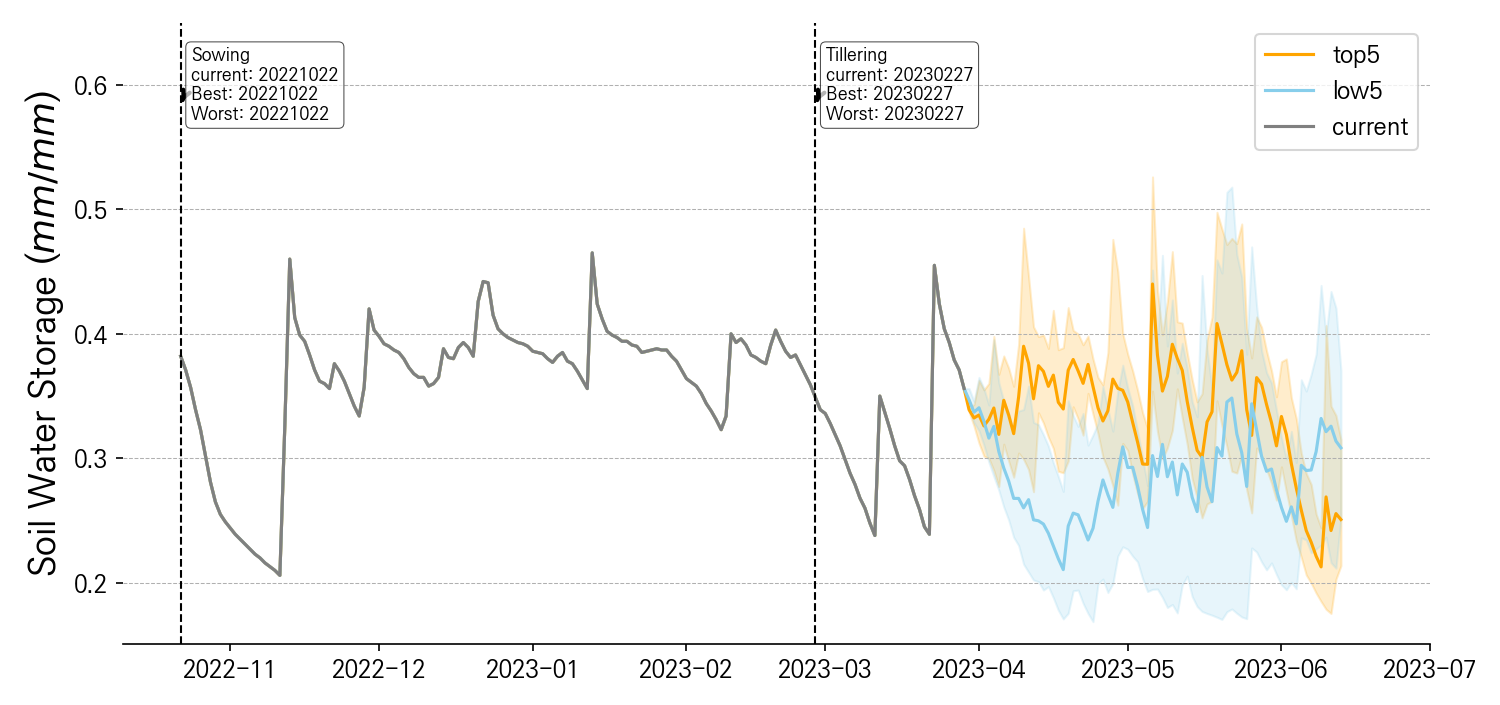 Sowing
current: 20221022
Best: 20221022
Worst: 20221022
Tillering
current: 20230227
Best: 20230227
Worst: 20230227
top5
low5
current
Soil Water Storage (mm/mm)
0.6
0.5
0.4
0.3
0.2
2022−11
2022−12
2023−01
2023−02
2023−03
2023−04
2023−05
2023−06
2023−07